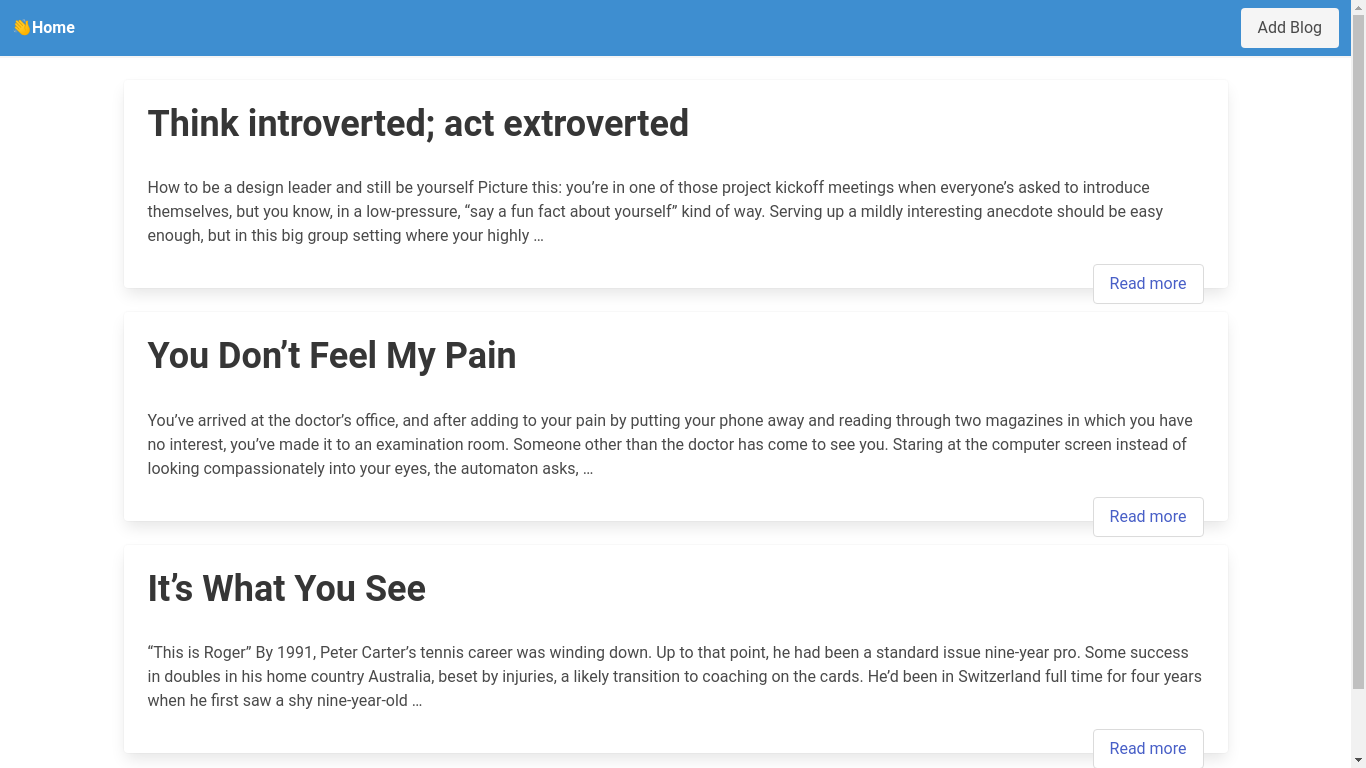 👋Home
Add Blog
Think introverted; act extroverted
How to be a design leader and still be yourself Picture this: you’re in one of those project kickoff meetings when everyone’s asked to introduce
themselves, but you know, in a low-pressure, “say a fun fact about yourself” kind of way. Serving up a mildly interesting anecdote should be easy
enough, but in this big group setting where your highly …
Read more
You Don’t Feel My Pain
You’ve arrived at the doctor’s office, and after adding to your pain by putting your phone away and reading through two magazines in which you have
no interest, you’ve made it to an examination room. Someone other than the doctor has come to see you. Staring at the computer screen instead of
looking compassionately into your eyes, the automaton asks, …
Read more
It’s What You See
“This is Roger” By 1991, Peter Carter’s tennis career was winding down. Up to that point, he had been a standard issue nine-year pro. Some success
in doubles in his home country Australia, beset by injuries, a likely transition to coaching on the cards. He’d been in Switzerland full time for four years
when he first saw a shy nine-year-old …
Read more